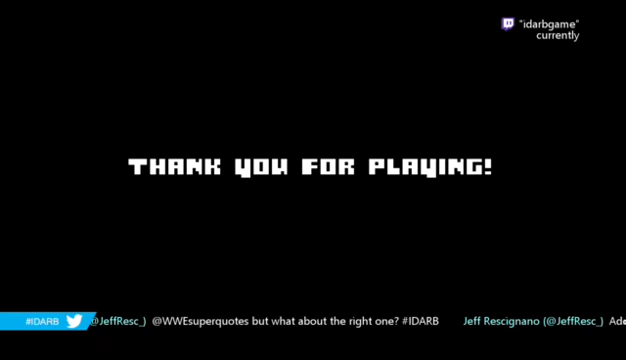 "idarbgame"
currently
THANK YOU FOR PLAYING!
#IDARB @JeffResc_) @WWEsuperquotes but what about the right one? #IDARB Jeff Rescignano (@JeffResc_) Ade